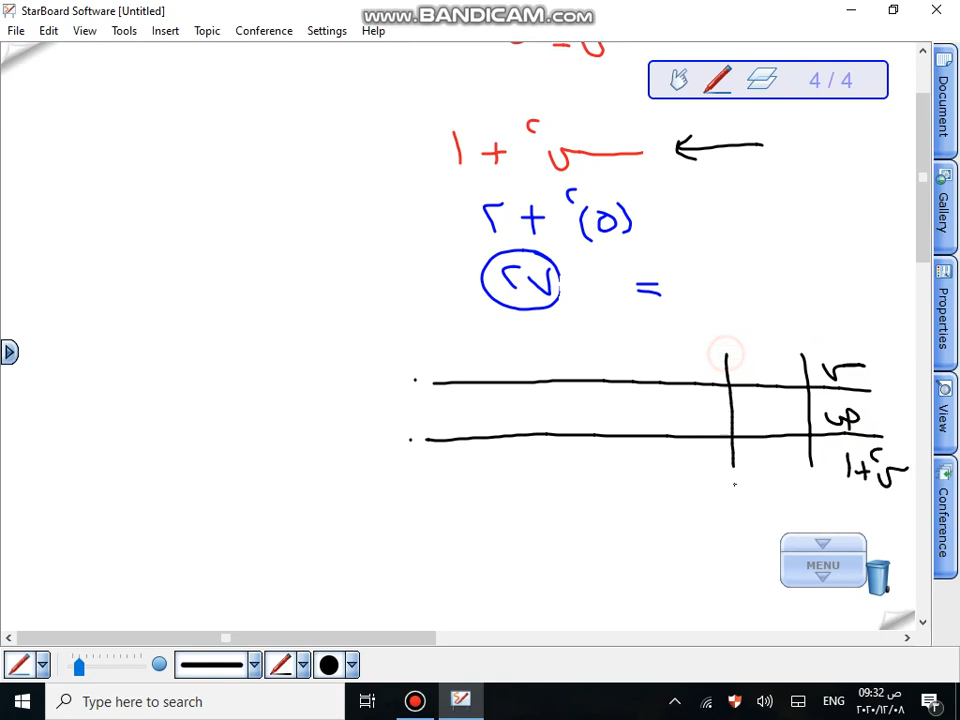 StarBoard Software [Untitled]
WWW.BANDICAM.COM
File Edit View Tools Insert Topic Conference Settings Help
4 / 4
س٢ + ١
(٥)٢ + ٢
= ٢٧
س
ص
س٢ + ١
MENU
Document
Gallery
Properties
View
Conference
Type here to search
ENG
09:32 ص
٢٠٢٠/١٢/٠٨